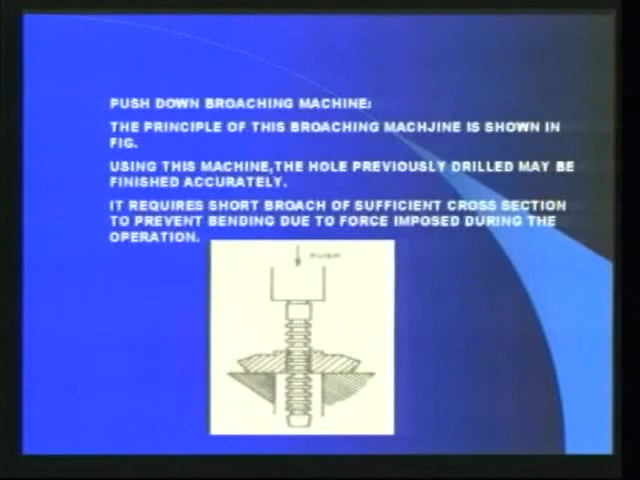 PUSH DOWN BROACHING MACHINE:
THE PRINCIPLE OF THIS BROACHING MACHJINE IS SHOWN IN
FIG.
USING THIS MACHINE,THE HOLE PREVIOUSLY DRILLED MAY BE
FINISHED ACCURATELY.
IT REQUIRES SHORT BROACH OF SUFFICIENT CROSS SECTION
TO PREVENT BENDING DUE TO FORCE IMPOSED DURING THE
OPERATION.
PUSH